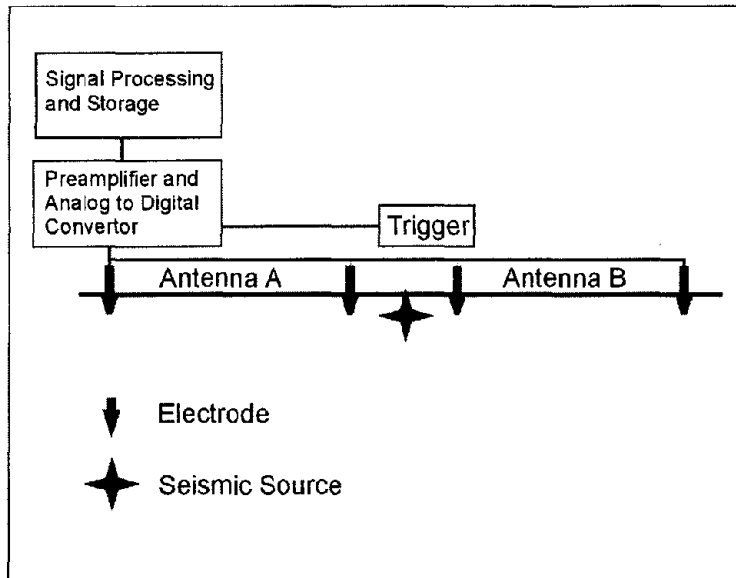 Signal Processing
and Storage
Preamplifier and
Analog to Digital
Convertor
Trigger
Antenna A
Antenna B
Electrode
Seismic Source